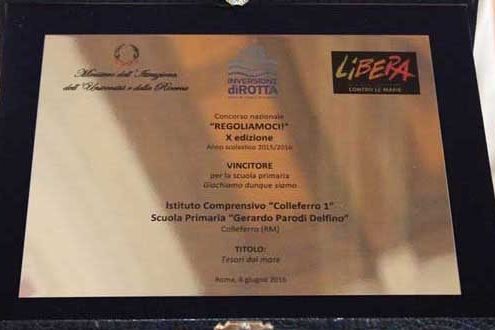 Ministero dell'Istruzione,
dell'Università e della Ricerca
INVERSIONE
diROTTA
LiBERA
CONTRO LE MAFIE
Concorso nazionale
"REGOLIAMOCI!"
X edizione
Anno scolastico 2015/2016
VINCITORE
per la scuola primaria
Giochiamo dunque siamo
Istituto Comprensivo "Colleferro 1"
Scuola Primaria "Gerardo Parodi Delfino"
Colleferro (RM)
TITOLO:
Tesori dal mare
Roma, 8 giugno 2016